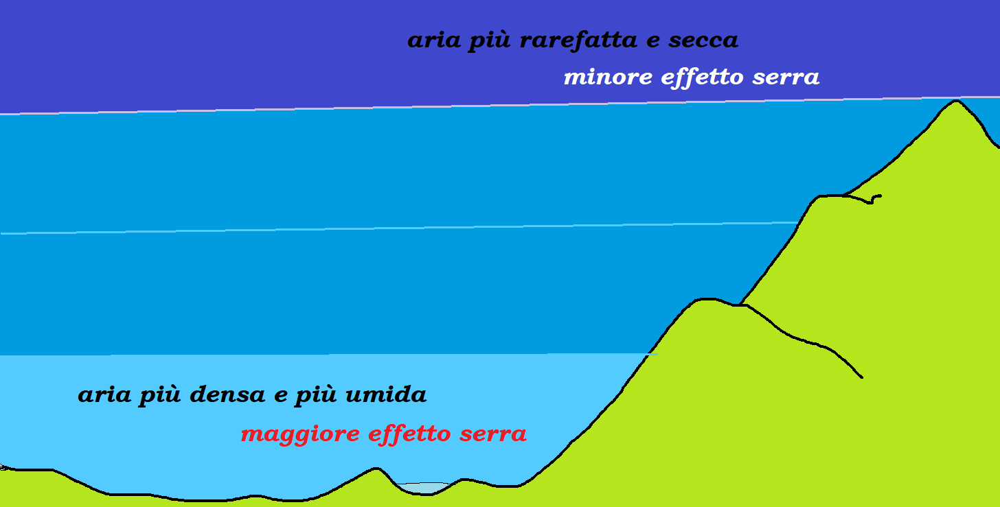 aria più rarefatta e secca
minore effetto serra
aria più densa e più umida
maggiore effetto serra